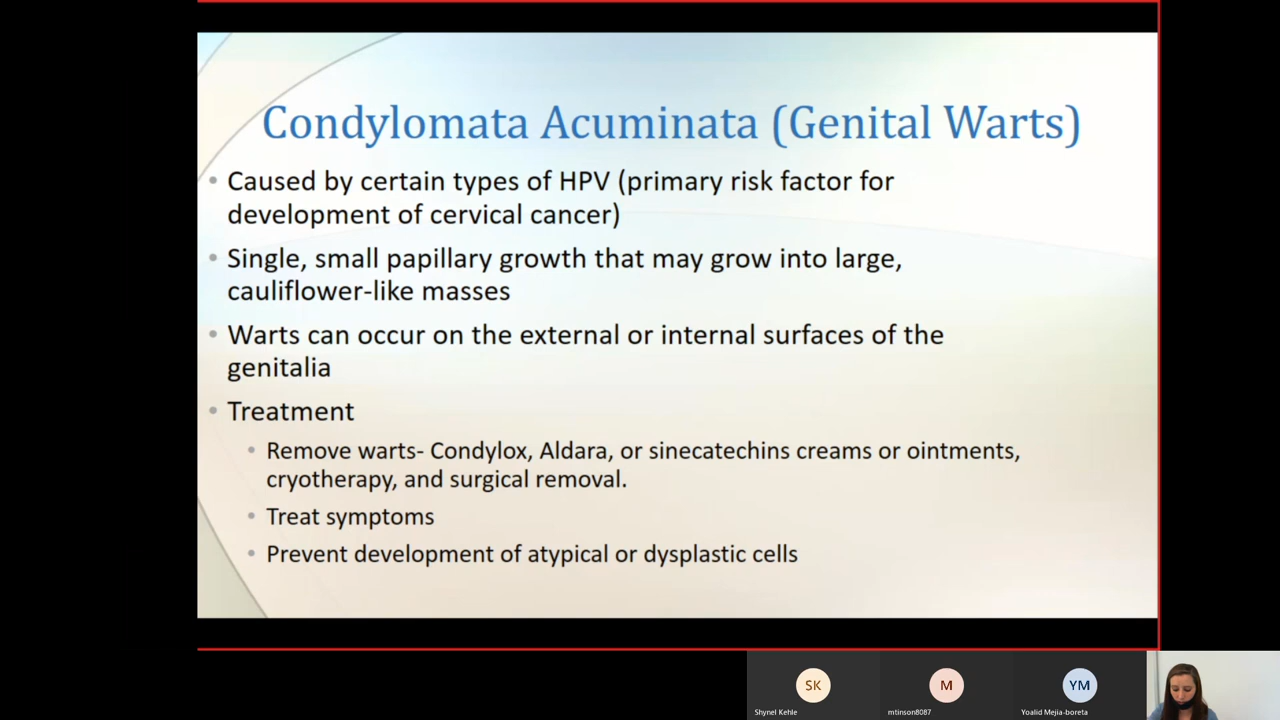 Condylomata Acuminata (Genital Warts)
• Caused by certain types of HPV (primary risk factor for
development of cervical cancer)
• Single, small papillary growth that may grow into large,
cauliflower-like masses
• Warts can occur on the external or internal surfaces of the
genitalia
• Treatment
• Remove warts- Condylox, Aldara, or sinecatechins creams or ointments,
cryotherapy, and surgical removal.
• Treat symptoms
• Prevent development of atypical or dysplastic cells
SK
M
YM
Shynel Kehle
mtinson8087
Yoalid Mejia-boreta